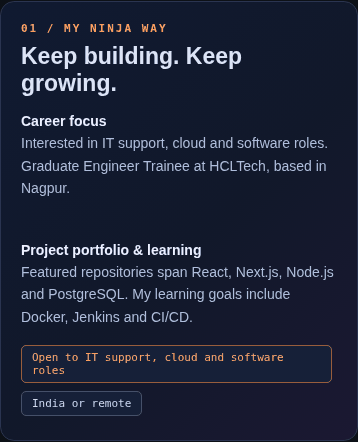 01 / MY NINJA WAY
Keep building. Keep
growing.
Career focus
Interested in IT support, cloud and software roles.
Graduate Engineer Trainee at HCLTech, based in
Nagpur.
Project portfolio & learning
Featured repositories span React, Next.js, Node.js
and PostgreSQL. My learning goals include
Docker, Jenkins and CI/CD.
Open to IT support, cloud and software
roles
India or remote